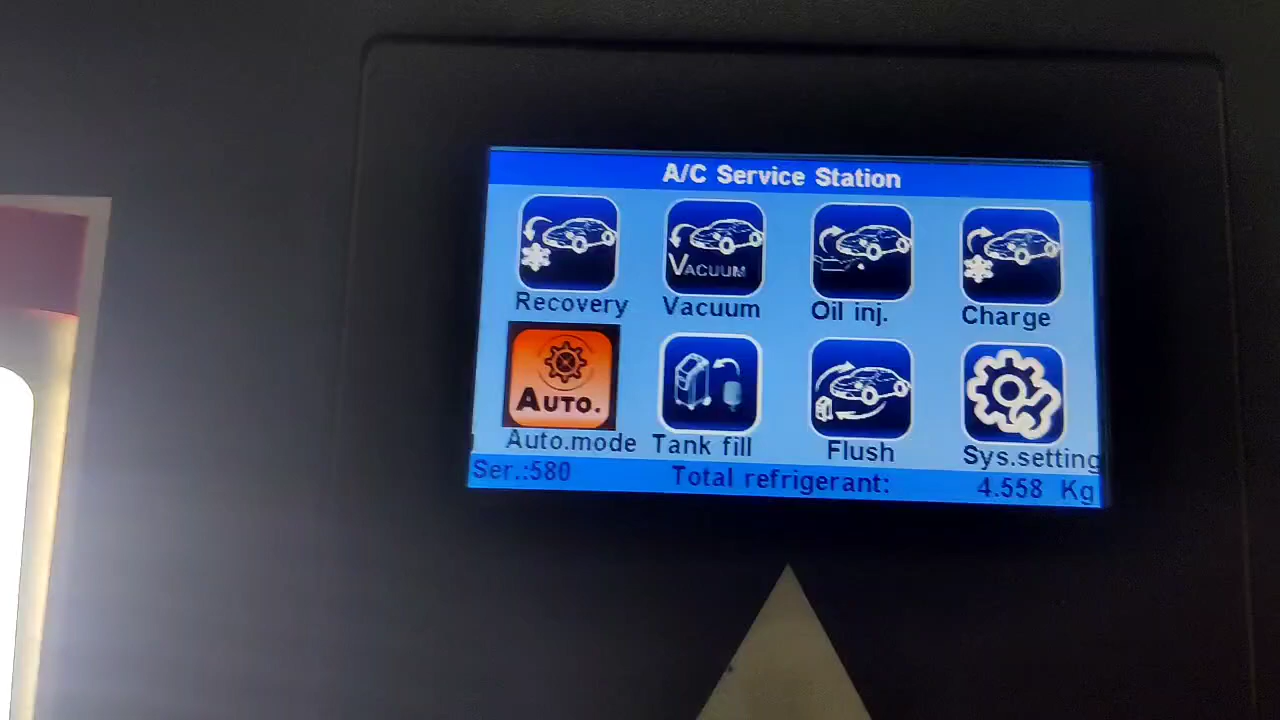 A/C Service Station
VACUUM
Recovery Vacuum Oil inj. Charge
AUTO.
Auto.mode Tank fill Flush Sys.setting
Ser.:580 Total refrigerant: 4.558 Kg